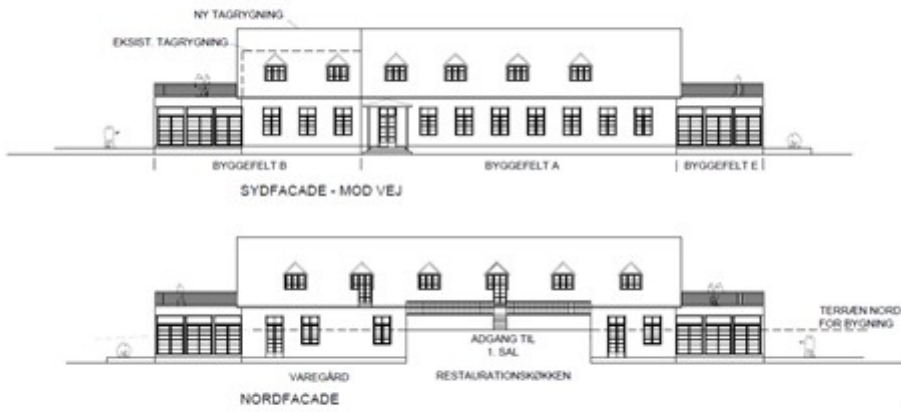 NY TAGRYGNING
EKSIST. TAGRYGNING
BYGGEFELT B
BYGGEFELT A
BYGGEFELT E
SYDFACADE - MOD VEJ
TERRÆN NORD
FOR BYGNING
ADGANG TIL
1. SAL
VAREGÅRD
RESTAURATIONSKØKKEN
NORDFACADE